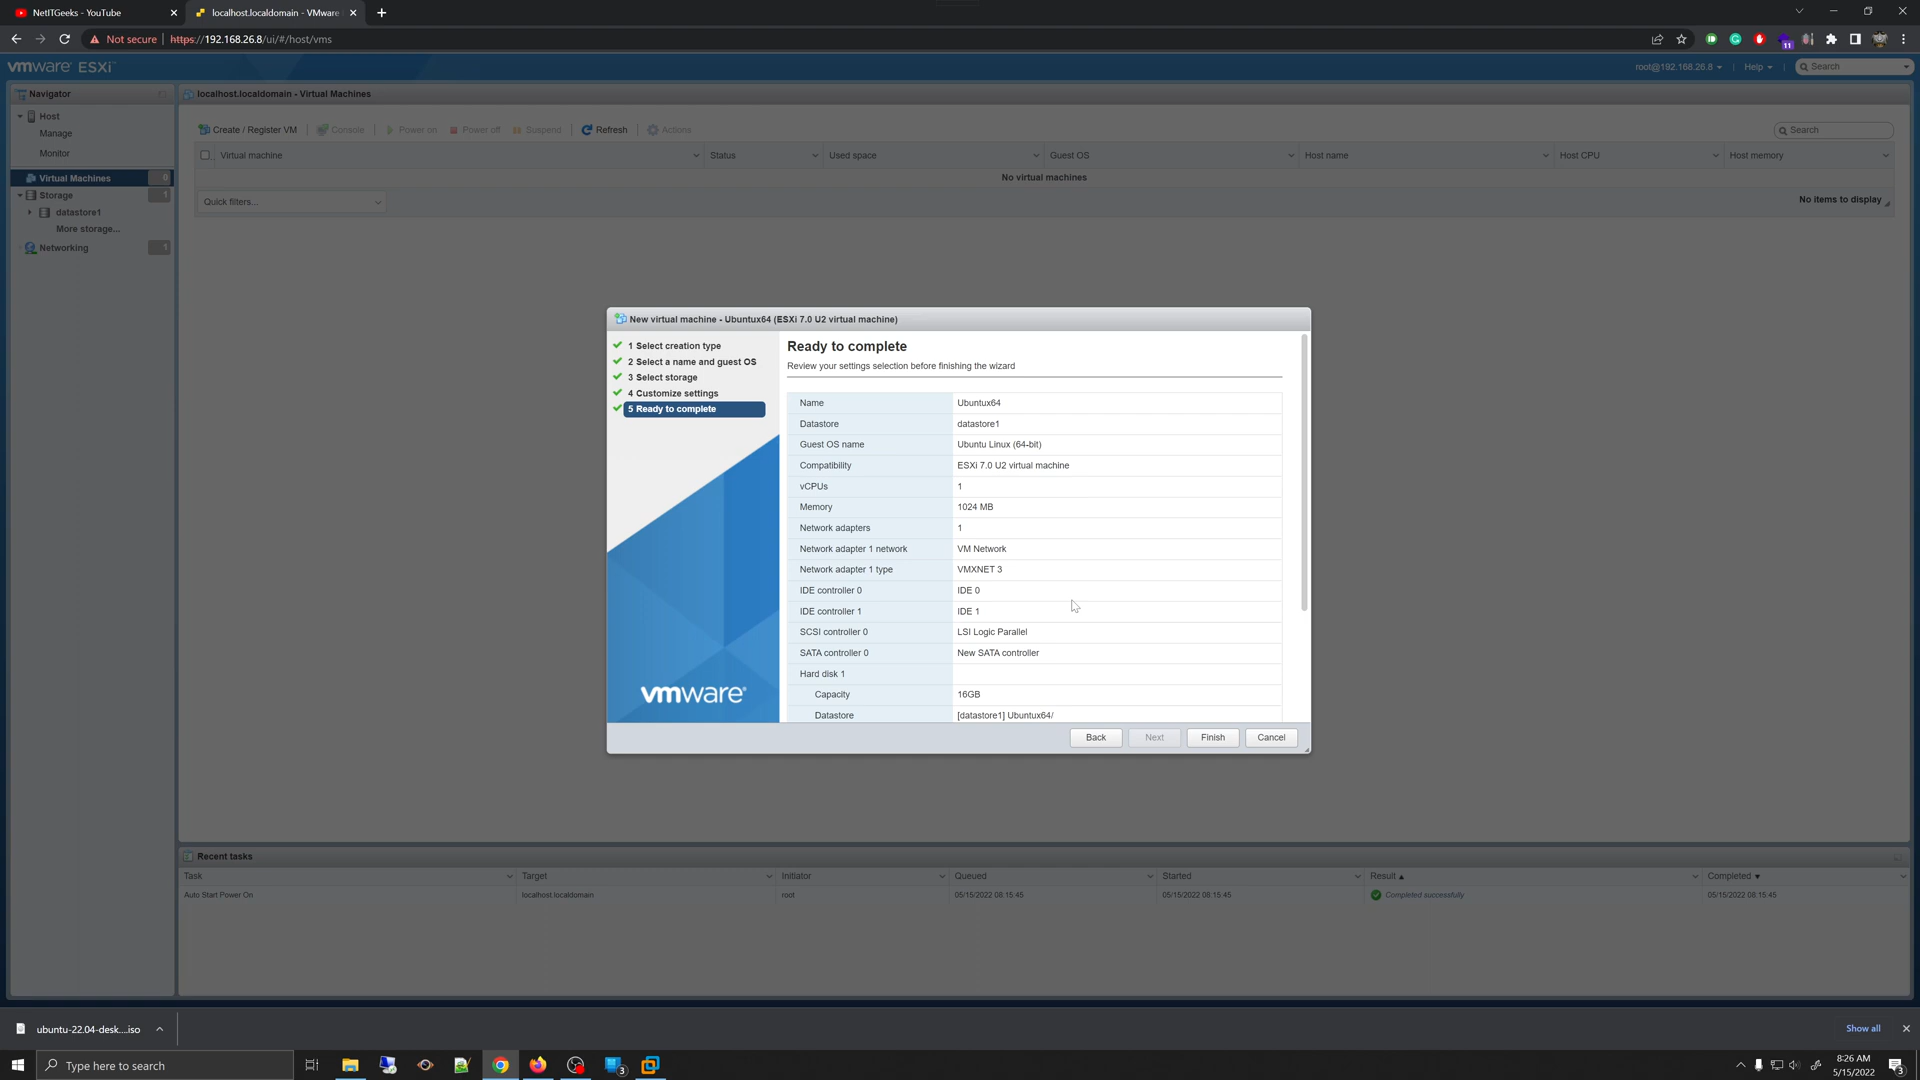 NetITGeeks - YouTube
localhost.localdomain - VMware
Not secure
https://192.168.26.8/ui/#/host/vms
11
vmware ESXi
root@192.168.26.8
Help
Search
Navigator
Host
Manage
Monitor
Virtual Machines 0
Storage 1
datastore1
More storage...
Networking 1
localhost.localdomain - Virtual Machines
Create / Register VM
Console
Power on
Power off
Suspend
Refresh
Actions
Search
Virtual machine
Status
Used space
Guest OS
Host name
Host CPU
Host memory
No virtual machines
Quick filters...
No items to display
New virtual machine - Ubuntux64 (ESXi 7.0 U2 virtual machine)
1 Select creation type
2 Select a name and guest OS
3 Select storage
4 Customize settings
5 Ready to complete
vmware
Ready to complete
Review your settings selection before finishing the wizard
Name Ubuntux64
Datastore datastore1
Guest OS name Ubuntu Linux (64-bit)
Compatibility ESXi 7.0 U2 virtual machine
vCPUs 1
Memory 1024 MB
Network adapters 1
Network adapter 1 network VM Network
Network adapter 1 type VMXNET 3
IDE controller 0 IDE 0
IDE controller 1 IDE 1
SCSI controller 0 LSI Logic Parallel
SATA controller 0 New SATA controller
Hard disk 1
Capacity 16GB
Datastore [datastore1] Ubuntux64/
Back
Next
Finish
Cancel
Recent tasks
Task
Target
Initiator
Queued
Started
Result
Completed
Auto Start Power On
localhost.localdomain
root
05/15/2022 08:15:45
05/15/2022 08:15:45
Completed successfully
05/15/2022 08:15:45
ubuntu-22.04-desk....iso
Show all
Type here to search
3
8:26 AM
5/15/2022
3